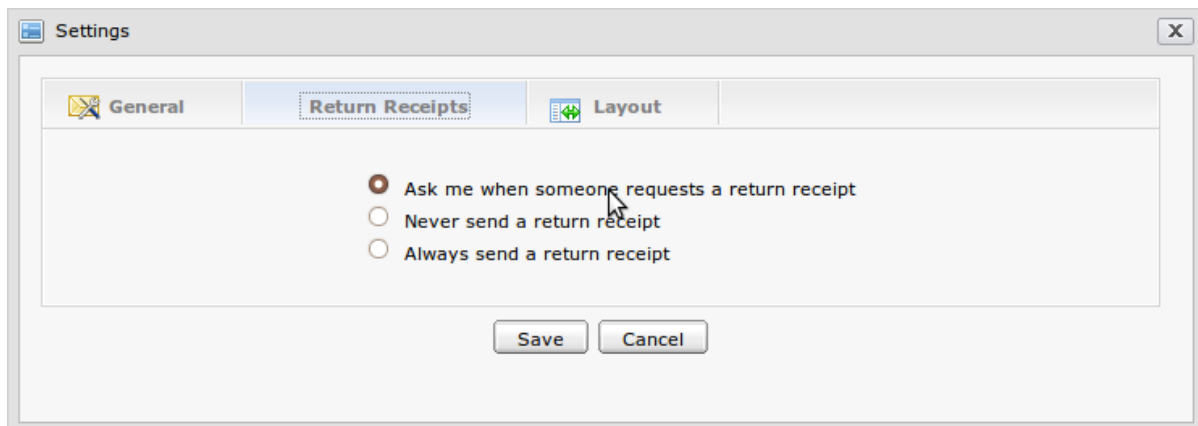 Settings
X
General Return Receipts Layout
Ask me when someone requests a return receipt
Never send a return receipt
Always send a return receipt
Save Cancel